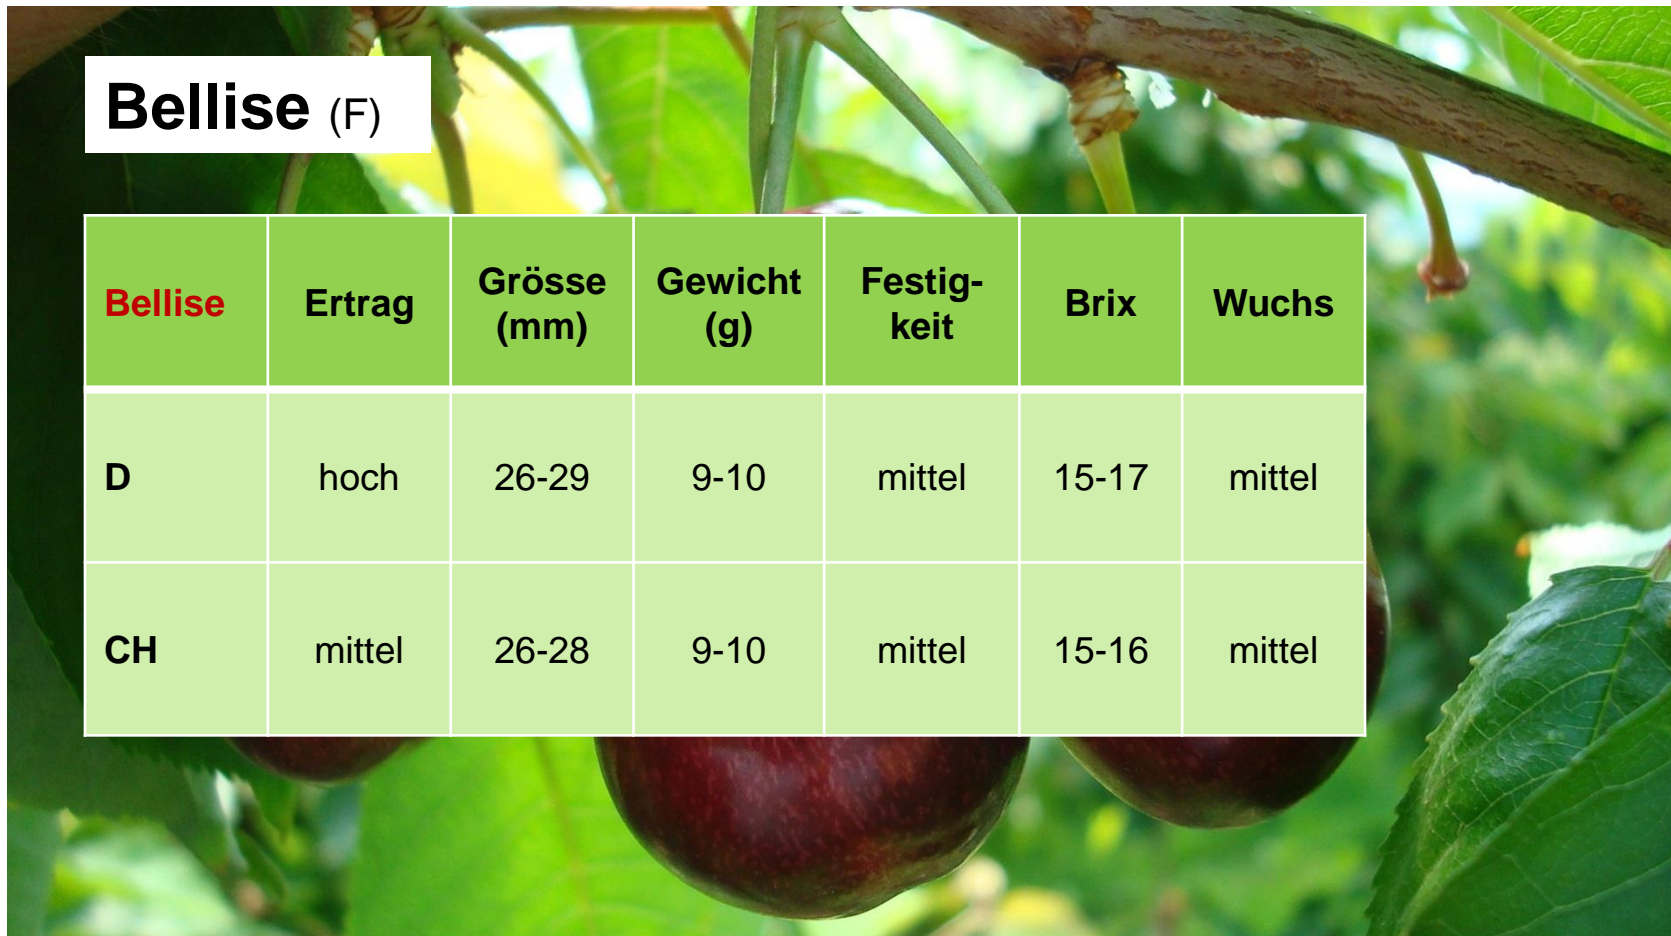 Bellise (F)
Bellise Ertrag Grösse (mm) Gewicht (g) Festig-keit Brix Wuchs
D hoch 26-29 9-10 mittel 15-17 mittel
CH mittel 26-28 9-10 mittel 15-16 mittel